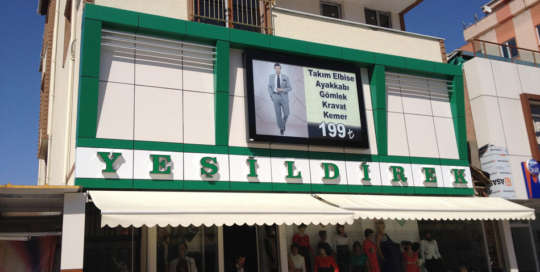 Takım Elbise
Ayakkabı
Gömlek
Kravat
Kemer
199₺
YEŞİLDİREK